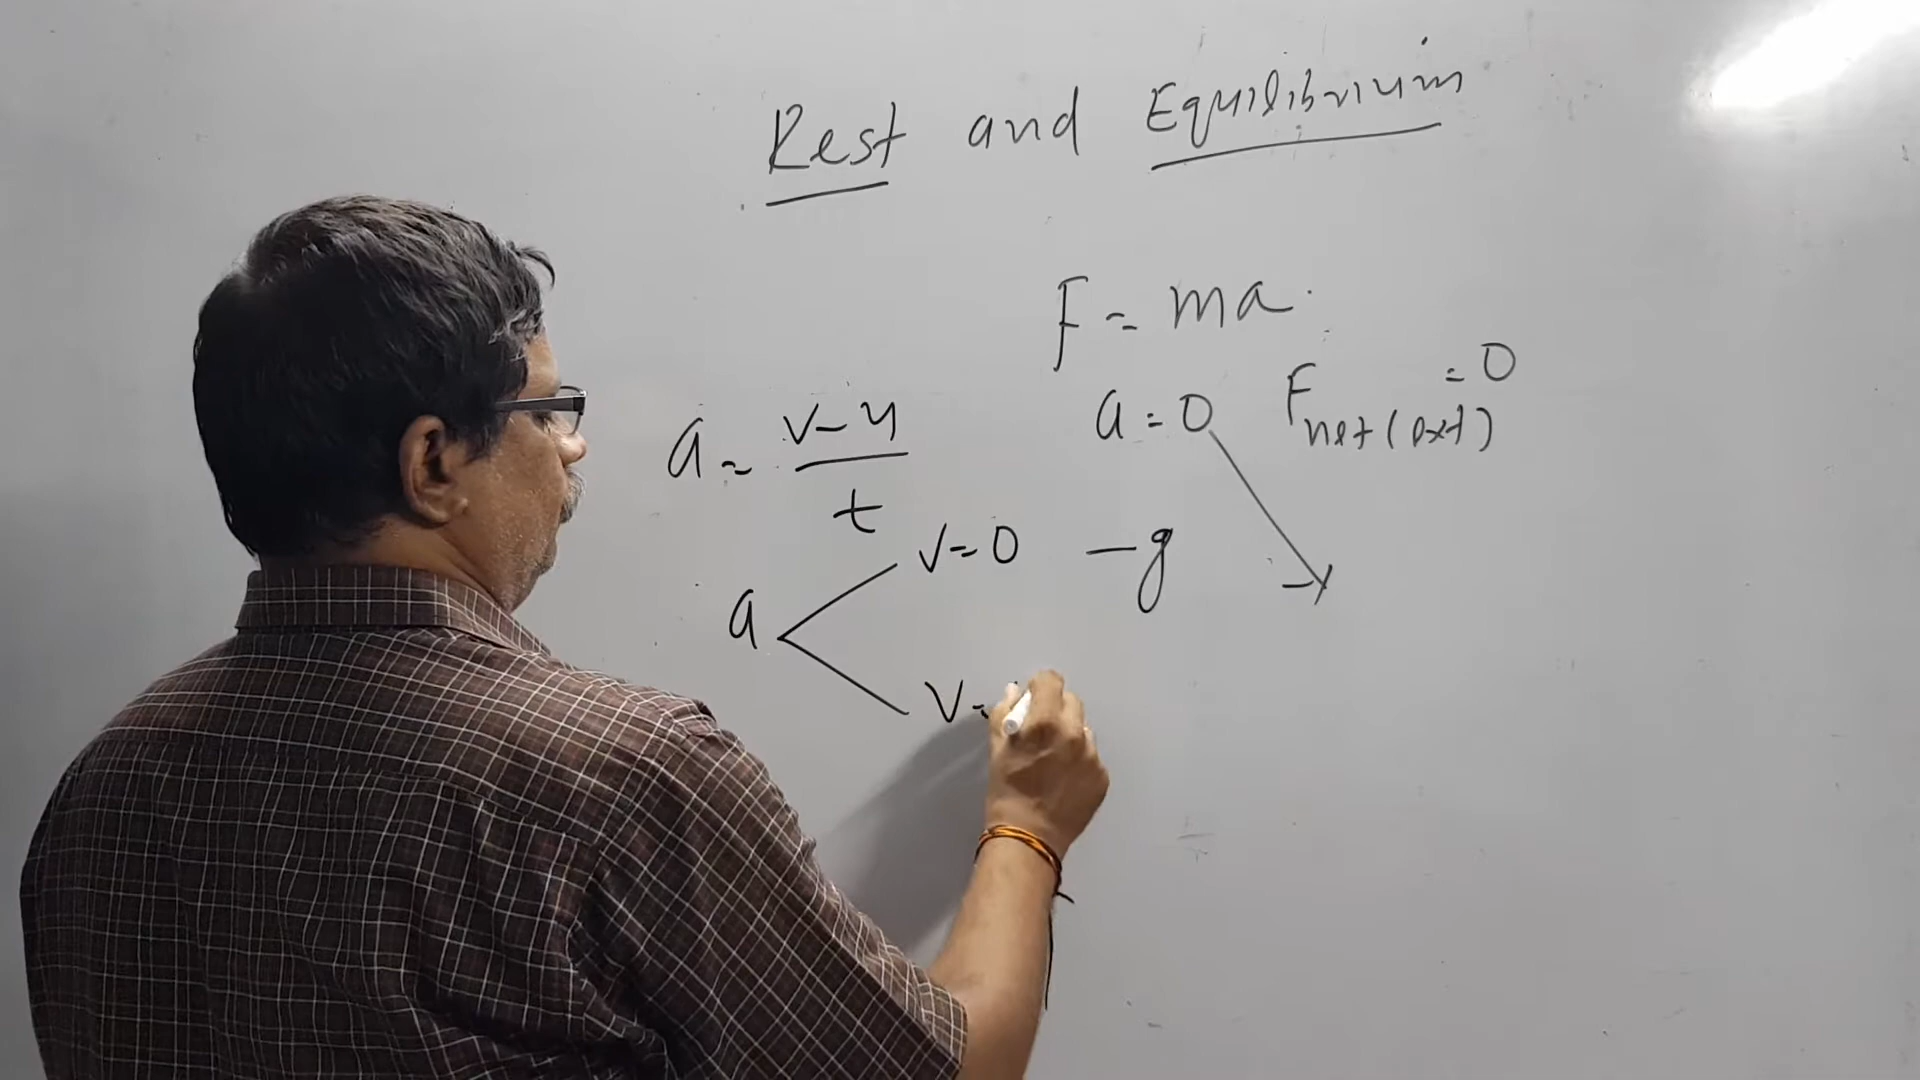 Rest and Equilibrium
F = ma
a = 0 F net (ext) = 0
a = v-u / t
v=0 -g
a
v=